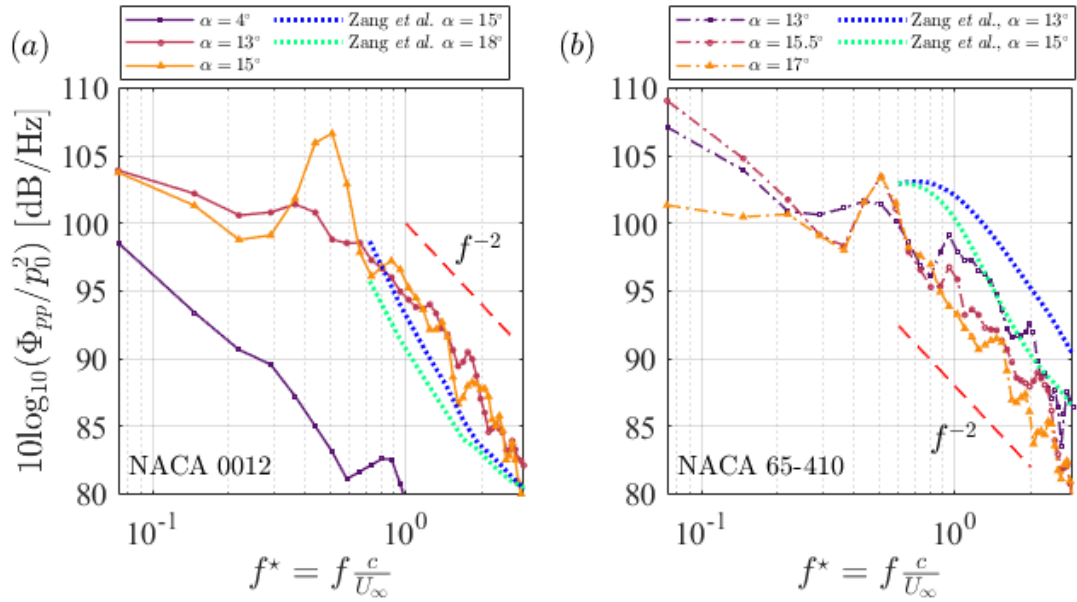 (a)
α = 4°
α = 13°
α = 15°
Zang et al. α = 15°
Zang et al. α = 18°
10log₁₀(Φₚₚ/p₀²) [dB/Hz]
110
105
100
95
90
85
80
f⁻²
NACA 0012
10⁻¹
10⁰
f⋆ = f c/U∞
(b)
α = 13°
α = 15.5°
α = 17°
Zang et al., α = 13°
Zang et al., α = 15°
110
105
100
95
90
85
80
f⁻²
NACA 65-410
10⁻¹
10⁰
f⋆ = f c/U∞